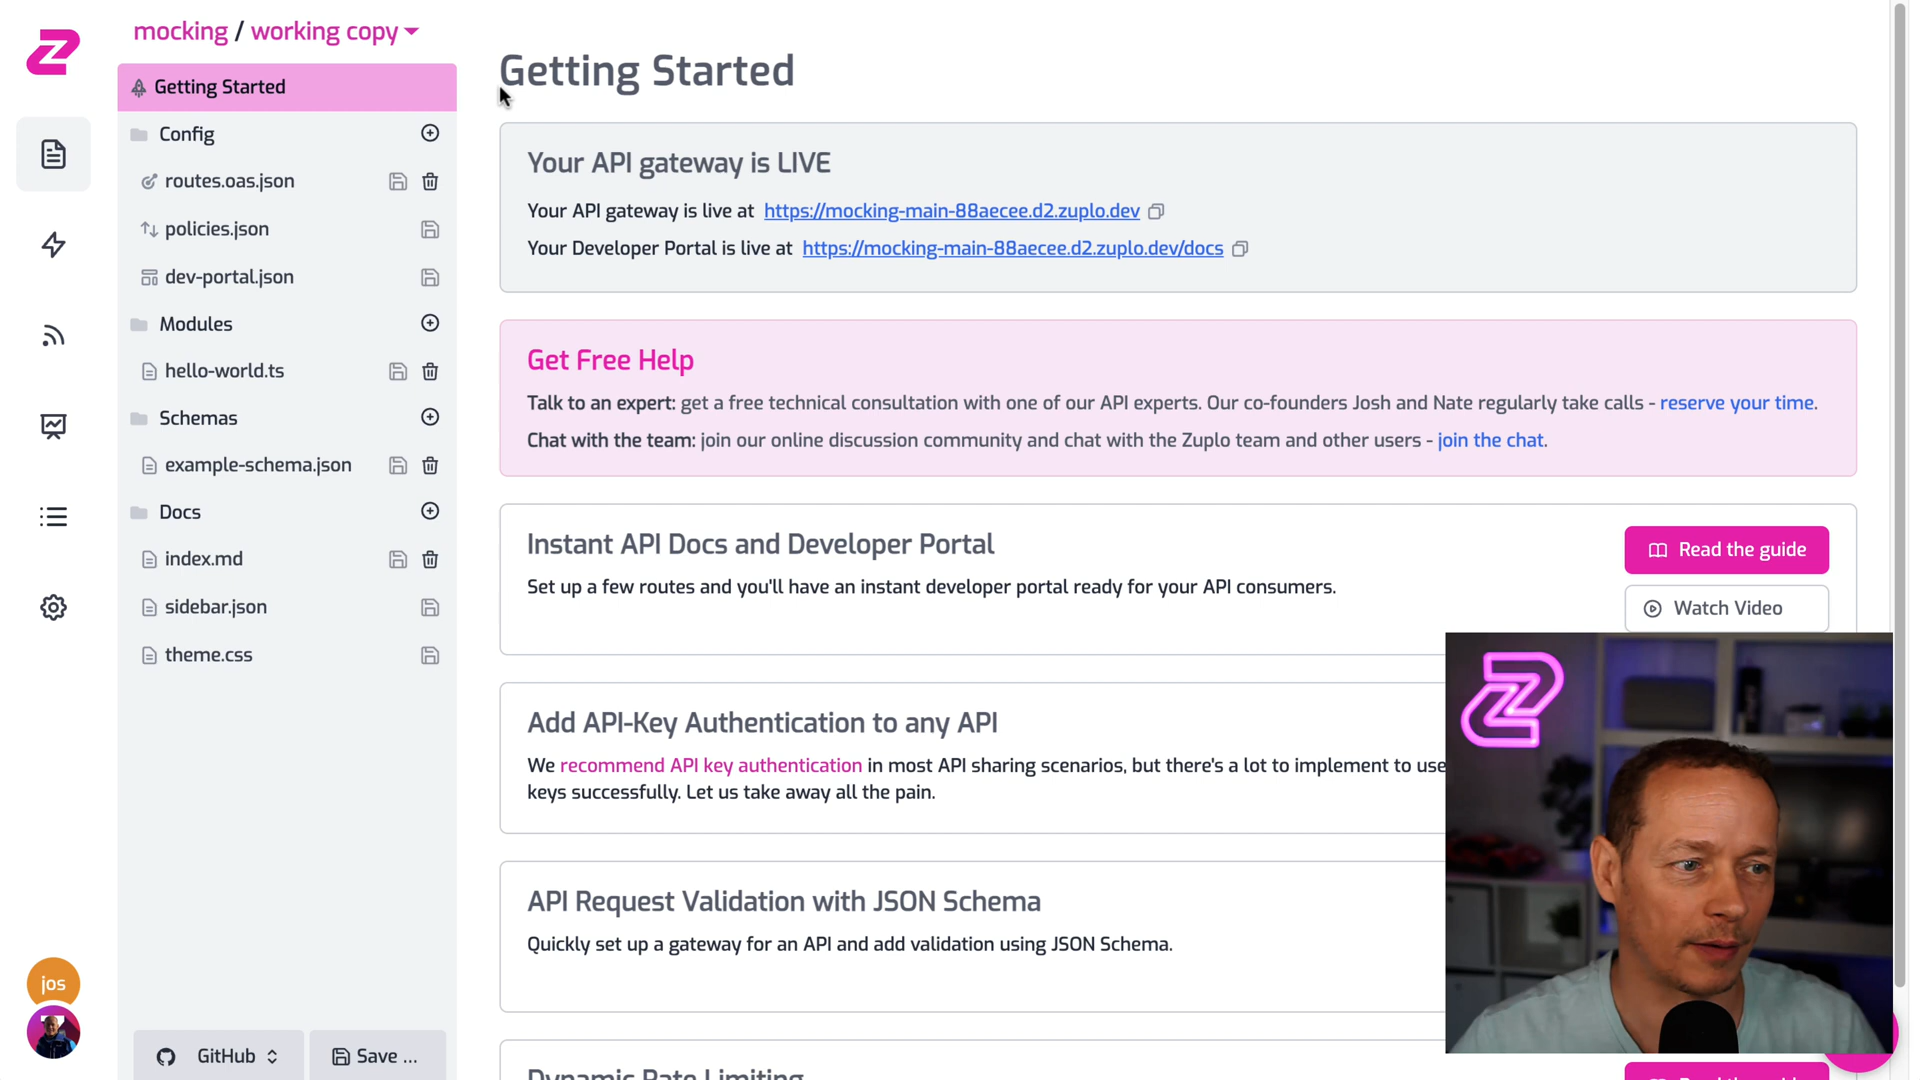 mocking / working copy
Getting Started
Config
routes.oas.json
policies.json
dev-portal.json
Modules
hello-world.ts
Schemas
example-schema.json
Docs
index.md
sidebar.json
theme.css
jos
GitHub
Save ...
Getting Started
Your API gateway is LIVE
Your API gateway is live at https://mocking-main-88aecee.d2.zuplo.dev
Your Developer Portal is live at https://mocking-main-88aecee.d2.zuplo.dev/docs
Get Free Help
Talk to an expert: get a free technical consultation with one of our API experts. Our co-founders Josh and Nate regularly take calls - reserve your time.
Chat with the team: join our online discussion community and chat with the Zuplo team and other users - join the chat.
Instant API Docs and Developer Portal
Set up a few routes and you'll have an instant developer portal ready for your API consumers.
Read the guide
Watch Video
Add API-Key Authentication to any API
We recommend API key authentication in most API sharing scenarios, but there's a lot to implement to use
keys successfully. Let us take away all the pain.
API Request Validation with JSON Schema
Quickly set up a gateway for an API and add validation using JSON Schema.
Dynamic Rate Limiting